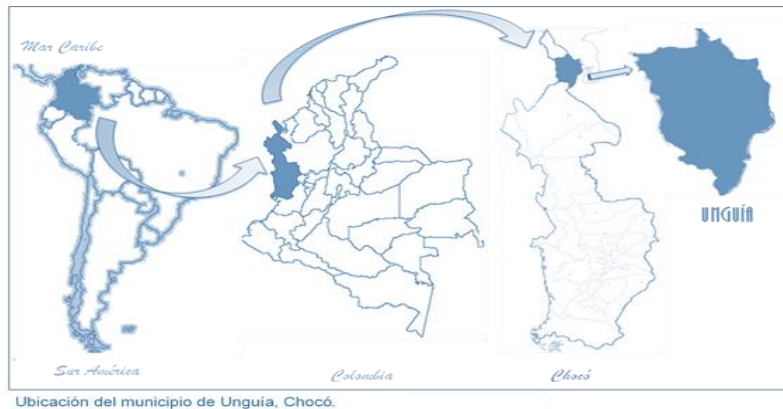 Mar Caribe
UNGUÍA
Sur América
Colombia
Chocó
Ubicación del municipio de Unguía, Chocó.